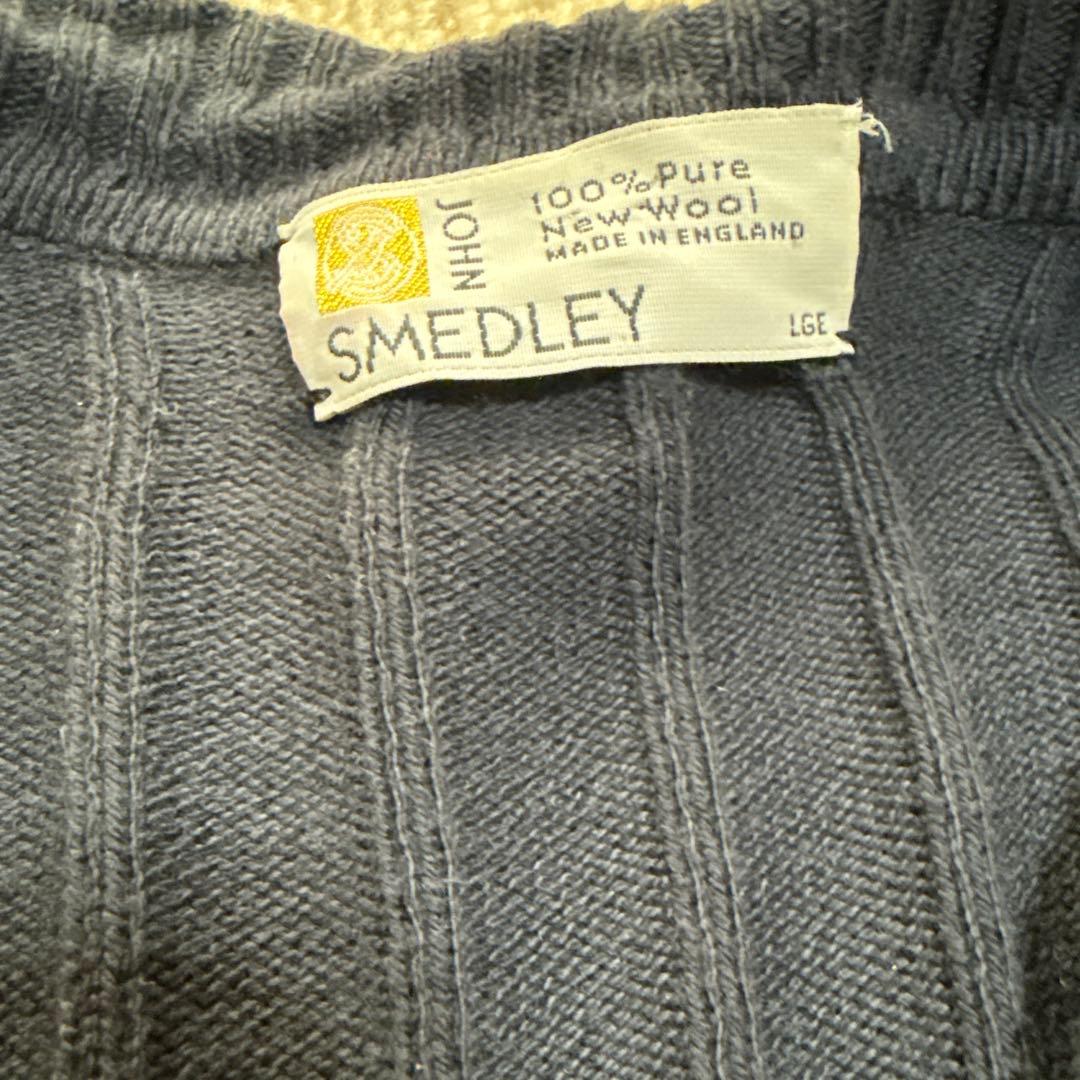 100% Pure
New Wool
MADE IN ENGLAND
JOHN
SMEDLEY
LGE